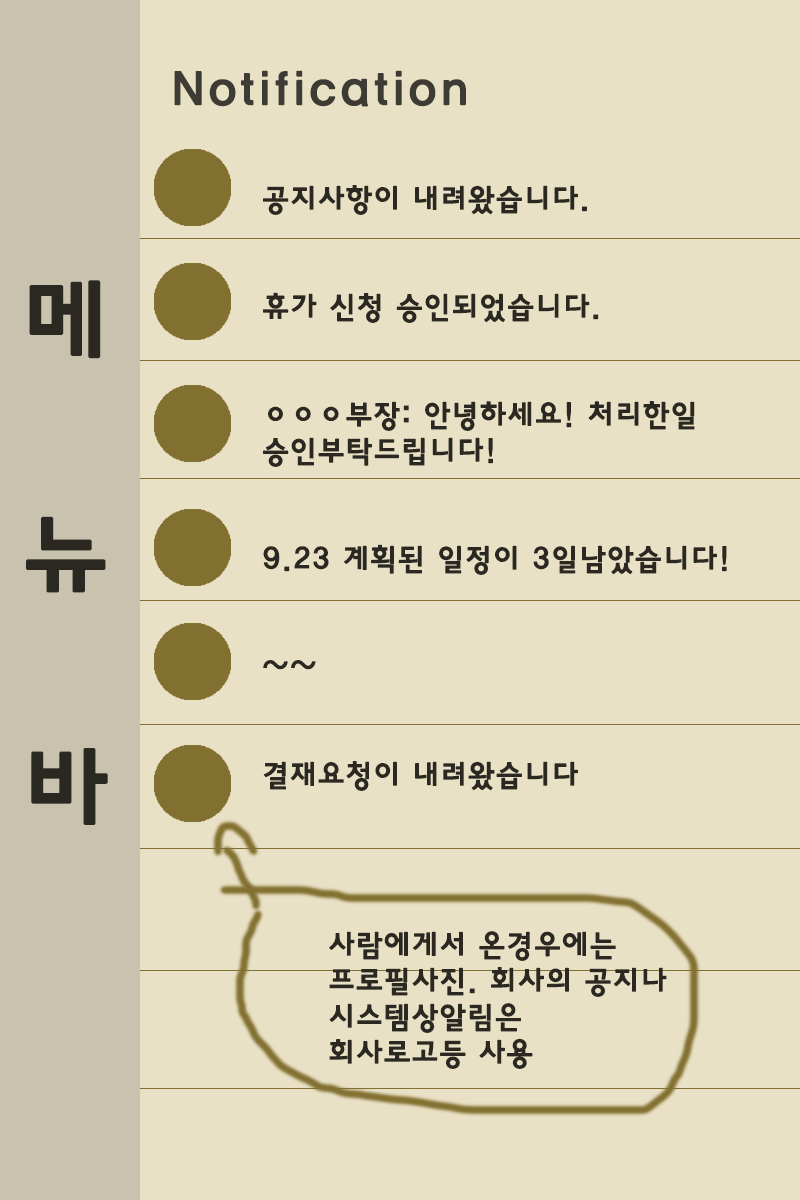 Notification
공지사항이 내려왔습니다.
휴가 신청 승인되었습니다.
ㅇㅇㅇ부장: 안녕하세요! 처리한일
승인부탁드립니다!
9.23 계획된 일정이 3일남았습니다!
~~
결재요청이 내려왔습니다
사람에게서 온경우에는
프로필사진. 회사의 공지나
시스템상알림은
회사로고등 사용
메
뉴
바